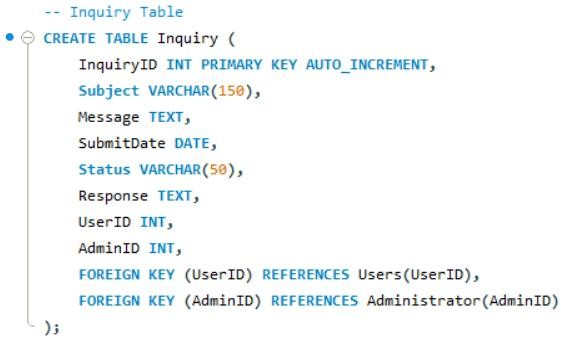 -- Inquiry Table
CREATE TABLE Inquiry (
InquiryID INT PRIMARY KEY AUTO_INCREMENT,
Subject VARCHAR(150),
Message TEXT,
SubmitDate DATE,
Status VARCHAR(50),
Response TEXT,
UserID INT,
AdminID INT,
FOREIGN KEY (UserID) REFERENCES Users(UserID),
FOREIGN KEY (AdminID) REFERENCES Administrator(AdminID)
);